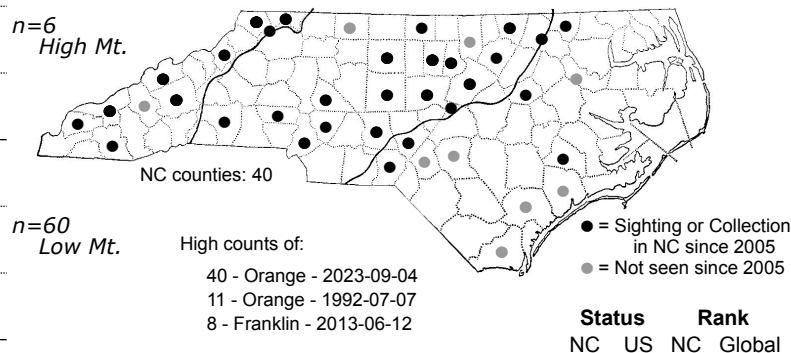 n=6
High Mt.
NC counties: 40
n=60
Low Mt.
High counts of:
40 - Orange - 2023-09-04
11 - Orange - 1992-07-07
8 - Franklin - 2013-06-12
= Sighting or Collection
in NC since 2005
= Not seen since 2005
Status Rank
NC US NC Global